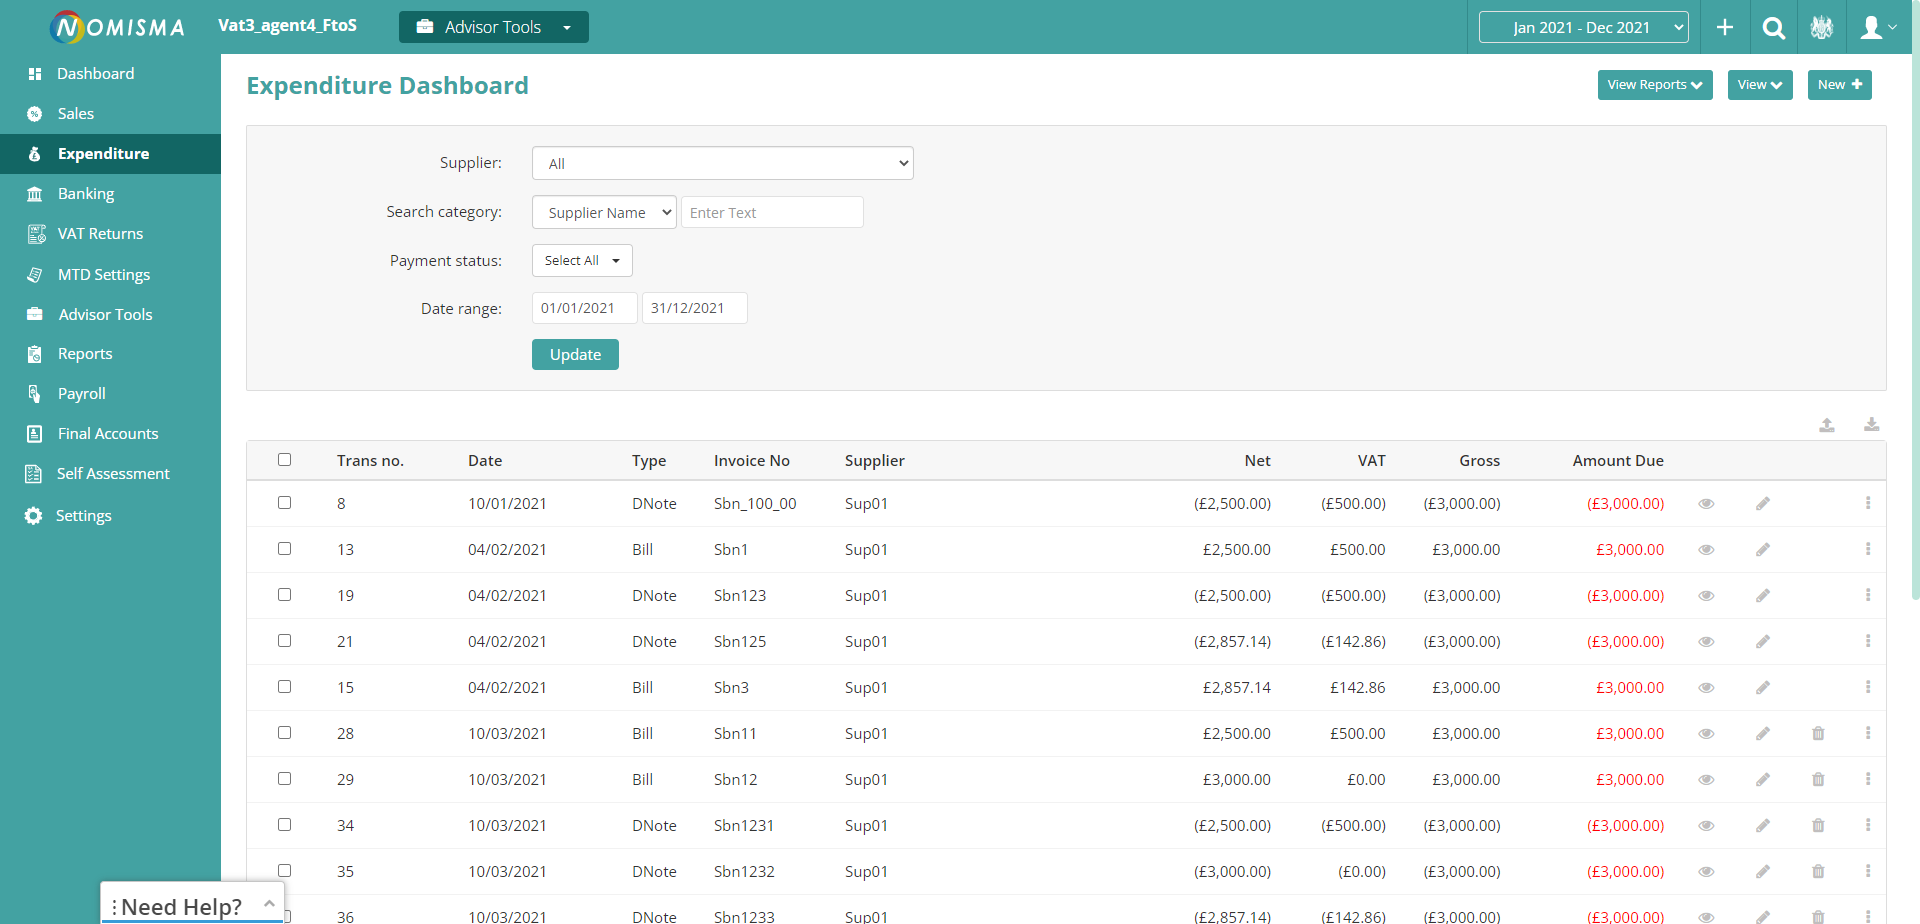 NOMISMA
Vat3_agent4_FtoS
Advisor Tools
Jan 2021 - Dec 2021
Dashboard
Sales
Expenditure
Banking
VAT Returns
MTD Settings
Advisor Tools
Reports
Payroll
Final Accounts
Self Assessment
Settings
Expenditure Dashboard
View Reports
View
New
Supplier: All
Search category: Supplier Name Enter Text
Payment status: Select All
Date range: 01/01/2021 31/12/2021
Update
Trans no. Date Type Invoice No Supplier Net VAT Gross Amount Due
8 10/01/2021 DNote Sbn_100_00 Sup01 (£2,500.00) (£500.00) (£3,000.00) (£3,000.00)
13 04/02/2021 Bill Sbn1 Sup01 £2,500.00 £500.00 £3,000.00 £3,000.00
19 04/02/2021 DNote Sbn123 Sup01 (£2,500.00) (£500.00) (£3,000.00) (£3,000.00)
21 04/02/2021 DNote Sbn125 Sup01 (£2,857.14) (£142.86) (£3,000.00) (£3,000.00)
15 04/02/2021 Bill Sbn3 Sup01 £2,857.14 £142.86 £3,000.00 £3,000.00
28 10/03/2021 Bill Sbn11 Sup01 £2,500.00 £500.00 £3,000.00 £3,000.00
29 10/03/2021 Bill Sbn12 Sup01 £3,000.00 £0.00 £3,000.00 £3,000.00
34 10/03/2021 DNote Sbn1231 Sup01 (£2,500.00) (£500.00) (£3,000.00) (£3,000.00)
35 10/03/2021 DNote Sbn1232 Sup01 (£3,000.00) (£0.00) (£3,000.00) (£3,000.00)
36 10/03/2021 DNote Sbn1233 Sup01 (£2,857.14) (£142.86) (£3,000.00) (£3,000.00)
Need Help?